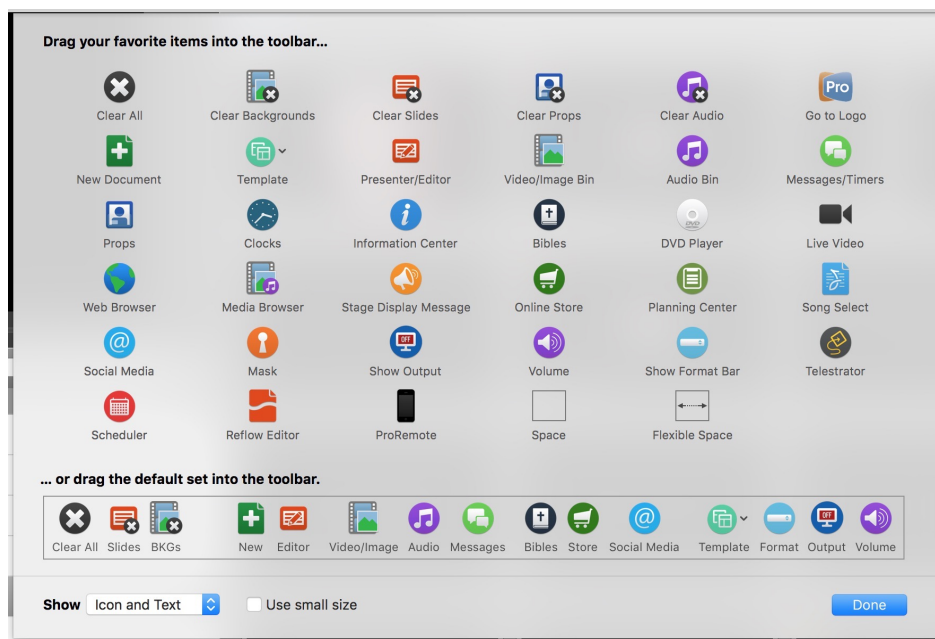 Drag your favorite items into the toolbar...
Pro
Clear All Clear Backgrounds Clear Slides Clear Props Clear Audio Go to Logo
New Document Template Presenter/Editor Video/Image Bin Audio Bin Messages/Timers
DVD
Props Clocks Information Center Bibles DVD Player Live Video
Web Browser Media Browser Stage Display Message Online Store Planning Center Song Select
@ OFF
Social Media Mask Show Output Volume Show Format Bar Telestrator
Scheduler Reflow Editor ProRemote Space Flexible Space
... or drag the default set into the toolbar.
@ OFF
Clear All Slides BKGs New Editor Video/Image Audio Messages Bibles Store Social Media Template Format Output Volume
Show Icon and Text Use small size Done